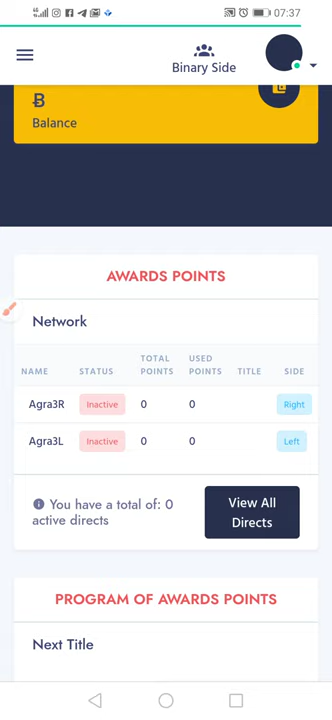 07:37
Binary Side
Ƀ
Balance
AWARDS POINTS
Network
NAME STATUS TOTAL POINTS USED POINTS TITLE SIDE
Agra3R Inactive 0 0 Right
Agra3L Inactive 0 0 Left
You have a total of: 0
active directs
View All
Directs
PROGRAM OF AWARDS POINTS
Next Title